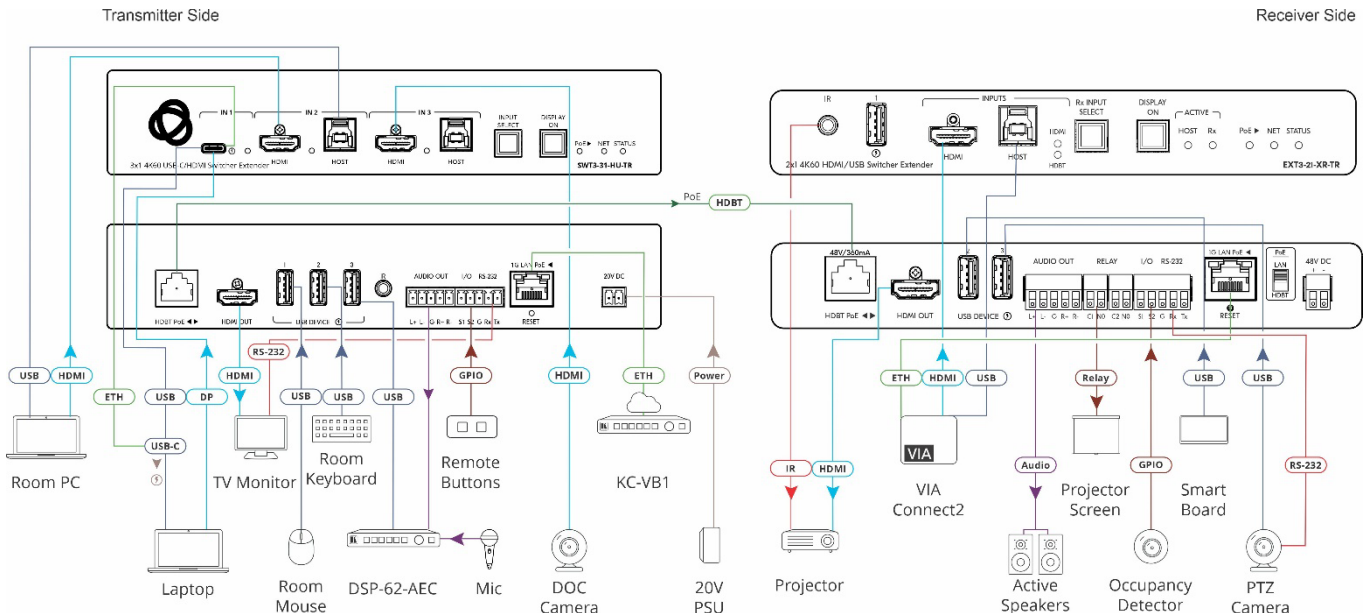 Transmitter Side
Receiver Side
IN 1
IN 2
IN 3
HDMI
HOST
HDMI
HOST
INPUT
SELECT
DISPLAY
ON
PoE► NET STATUS
3x1 4K60 USB-C/HDMI Switcher Extender
SWT3-31-HU-TR
IR
1
INPUTS
HDMI
HOST
Rx INPUT
SELECT
HDMI
HDBT
DISPLAY
ON
ACTIVE
HOST Rx
PoE► NET STATUS
2x1 4K60 HDMI/USB Switcher Extender
EXT3-21-XR-TR
PoE
HDBT
HDBT PoE ◄►
HDMI OUT
1
2
3
USB DEVICE
IR
AUDIO OUT
I/O
RS-232
L+ L- G R+ R-
S1 S2 G Rx Tx
1G LAN PoE ◄
RESET
20V DC
48V/360mA
HDBT PoE ◄►
HDMI OUT
2
3
USB DEVICE
AUDIO OUT
RELAY
I/O
RS-232
L+ L- G R+ R-
C1 N0
C2 N0
S1 S2 G Rx Tx
1G LAN PoE ◄
RESET
PoE
LAN
HDBT
48V DC
USB
HDMI
ETH
USB
DP
USB-C
HDMI
RS-232
USB
USB
USB
GPIO
HDMI
ETH
Power
IR
HDMI
ETH
HDMI
USB
Audio
Relay
GPIO
USB
USB
RS-232
Room PC
TV Monitor
Room
Keyboard
Remote
Buttons
KC-VB1
VIA
VIA
Connect2
Projector
Screen
Smart
Board
Laptop
Room
Mouse
DSP-62-AEC
Mic
DOC
Camera
20V
PSU
Projector
Active
Speakers
Occupancy
Detector
PTZ
Camera